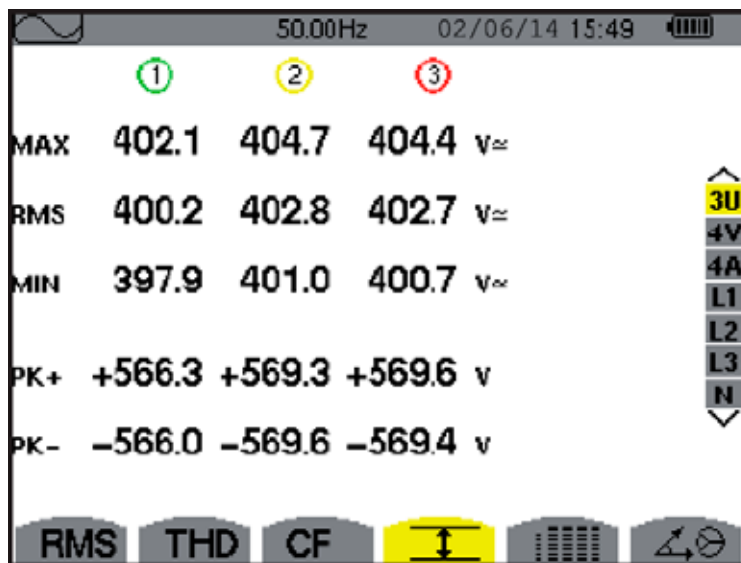 50.00Hz 02/06/14 15:49
1 2 3
MAX 402.1 404.7 404.4 V≃
RMS 400.2 402.8 402.7 V≃
MIN 397.9 401.0 400.7 V≃
PK+ +566.3 +569.3 +569.6 V
PK- -566.0 -569.6 -569.4 V
3U
4V
4A
L1
L2
L3
N
RMS THD CF